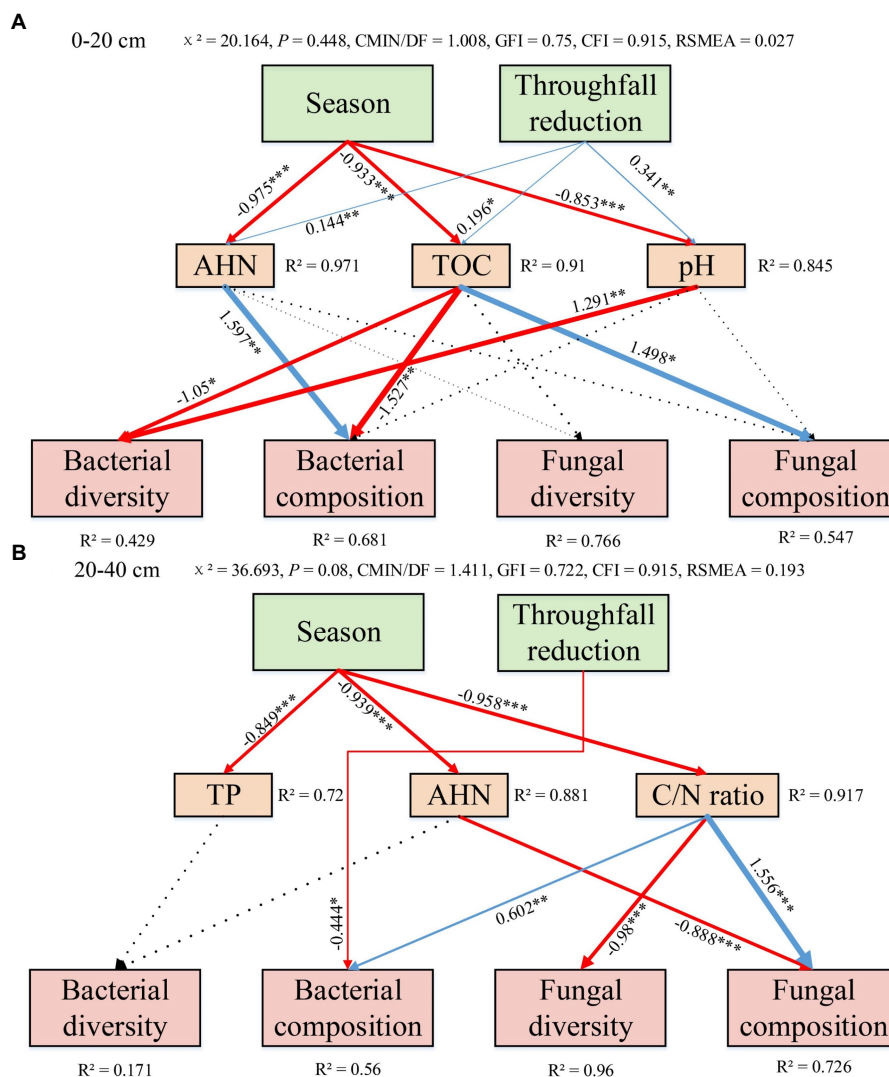 A
0-20 cm
x ² = 20.164, P = 0.448, CMIN/DF = 1.008, GFI = 0.75, CFI = 0.915, RSMEA = 0.027
Season
Throughfall
reduction
-0.975***
-0.933***
-0.853***
0.144**
0.196*
0.341**
AHN
R² = 0.971
TOC
R² = 0.91
pH
R² = 0.845
1.597**
-1.05*
-1.527**
1.291**
1.498*
Bacterial
diversity
Bacterial
composition
Fungal
diversity
Fungal
composition
R² = 0.429
R² = 0.681
R² = 0.766
R² = 0.547
B
20-40 cm
x ² = 36.693, P = 0.08, CMIN/DF = 1.411, GFI = 0.722, CFI = 0.915, RSMEA = 0.193
Season
Throughfall
reduction
-0.849***
-0.939***
-0.958***
TP
R² = 0.72
AHN
R² = 0.881
C/N ratio
R² = 0.917
-0.444*
0.602**
-0.98***
-0.888***
1.556***
Bacterial
diversity
Bacterial
composition
Fungal
diversity
Fungal
composition
R² = 0.171
R² = 0.56
R² = 0.96
R² = 0.726